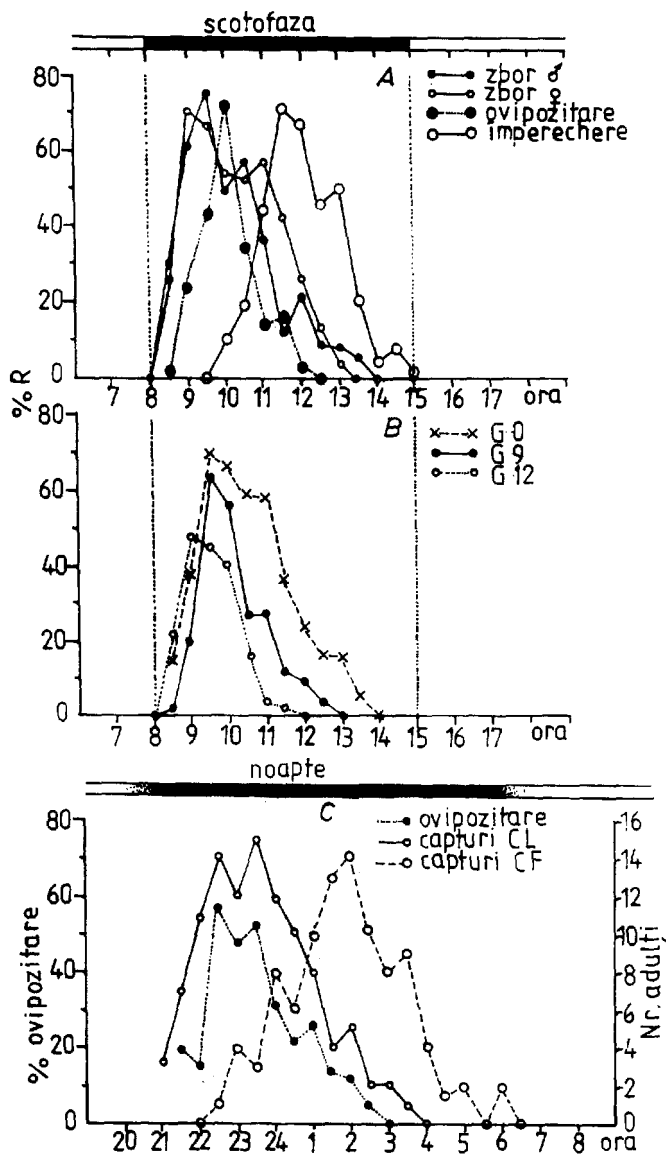 scotofaza
80
60
40
20
0
% R
A
zbor ♂
zbor ♀
ovipozitare
imperechere
7 8 9 10 11 12 13 14 15 16 17 ora
80
60
40
20
0
B
G 0
G 9
G 12
7 8 9 10 11 12 13 14 15 16 17 ora
noapte
80
60
40
20
0
% ovipozitare
C
ovipozitare
capturi CL
capturi CF
16
14
12
10
8
6
4
2
0
Nr. adulți
20 21 22 23 24 1 2 3 4 5 6 7 8 ora